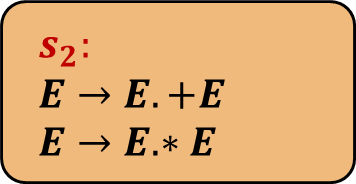 s₂:
E → E.+E
E → E.* E